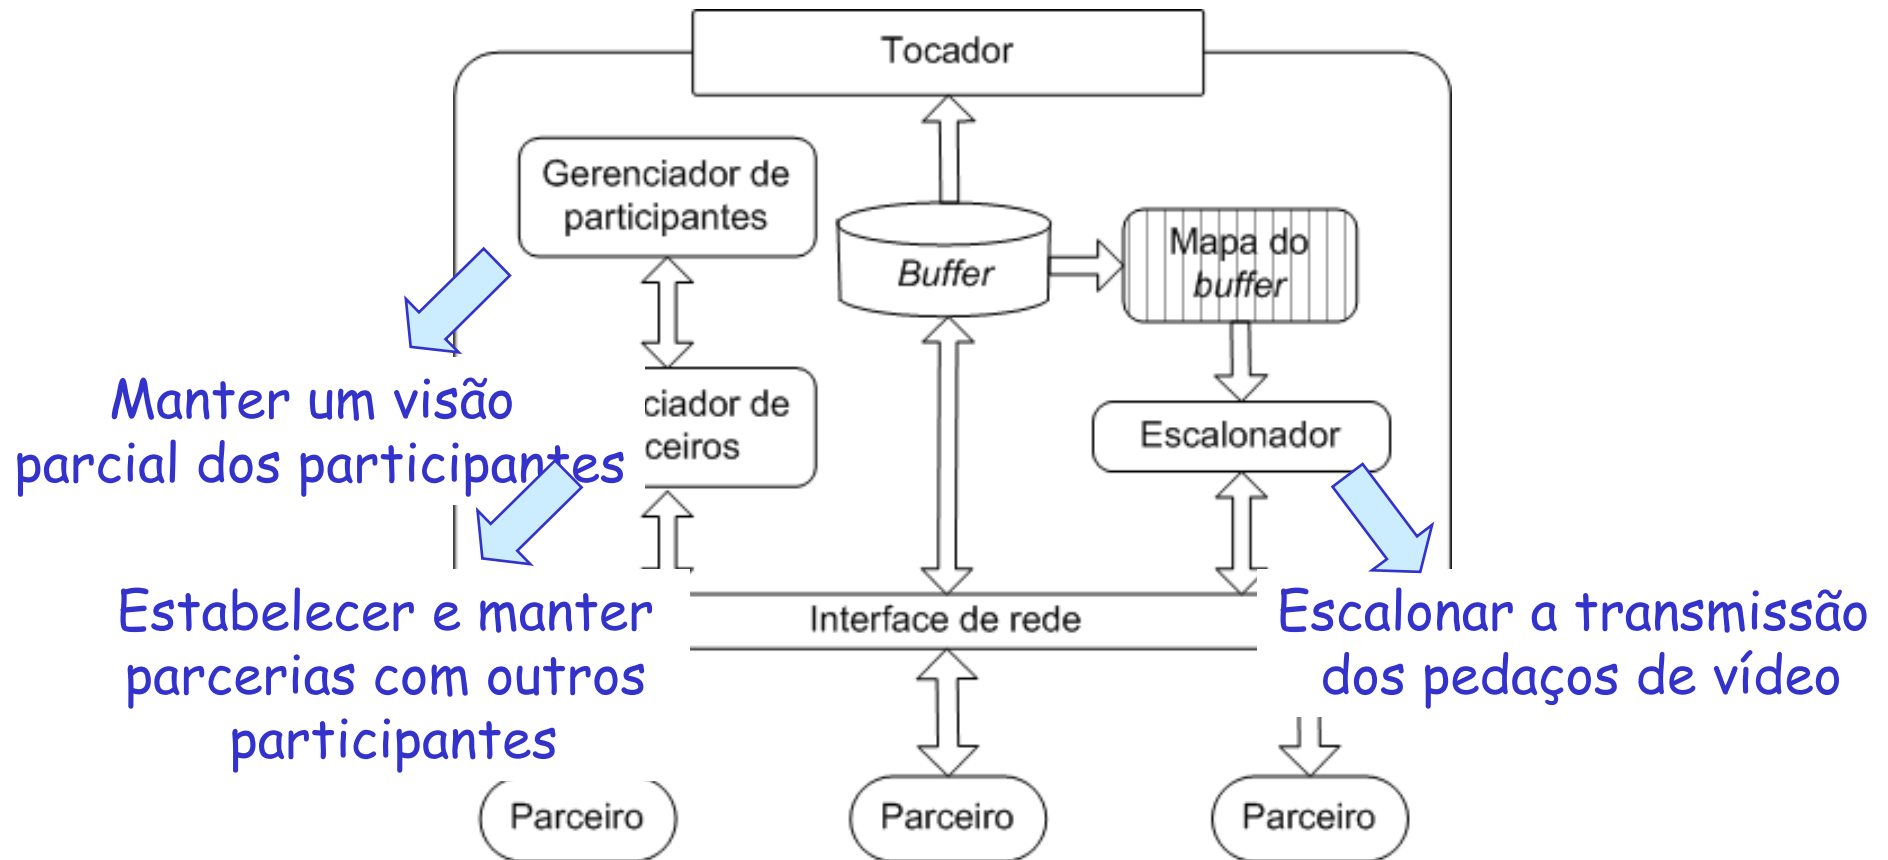 Tocador
Gerenciador de
participantes
Buffer
Mapa do
buffer
Manter um visão
parcial dos participantes
ciador de
ceiros
Escalonador
Estabelecer e manter
parcerias com outros
participantes
Interface de rede
Escalonar a transmissão
dos pedaços de vídeo
Parceiro
Parceiro
Parceiro